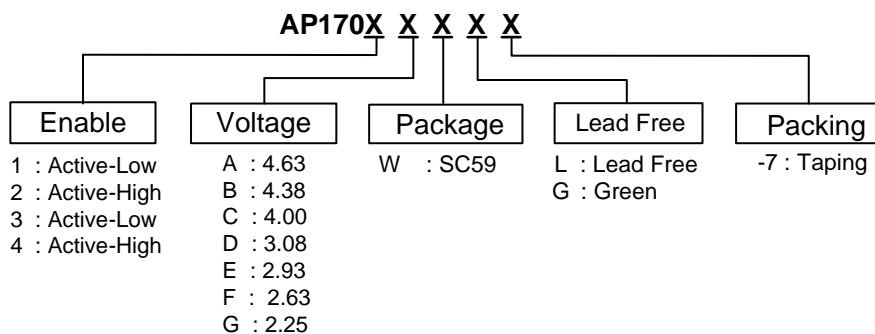 AP170X X X X X
Enable
1 : Active-Low
2 : Active-High
3 : Active-Low
4 : Active-High
Voltage
A : 4.63
B : 4.38
C : 4.00
D : 3.08
E : 2.93
F : 2.63
G : 2.25
Package
W : SC59
Lead Free
L : Lead Free
G : Green
Packing
-7 : Taping